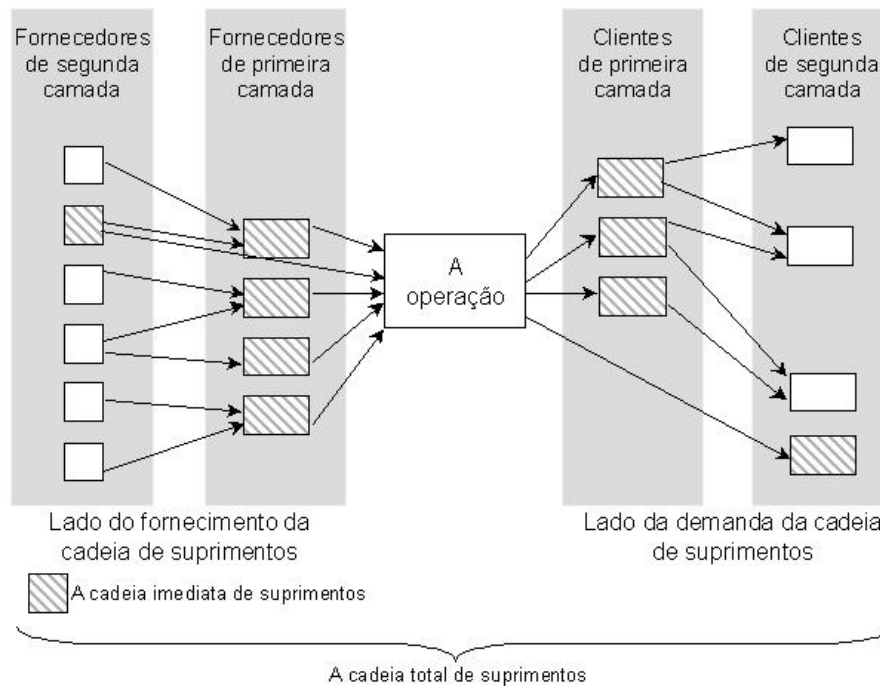 Fornecedores
de segunda
camada
Fornecedores
de primeira
camada
Clientes
de primeira
camada
Clientes
de segunda
camada
A
operação
Lado do fornecimento da
cadeia de suprimentos
Lado da demanda da cadeia
de suprimentos
A cadeia imediata de suprimentos
A cadeia total de suprimentos